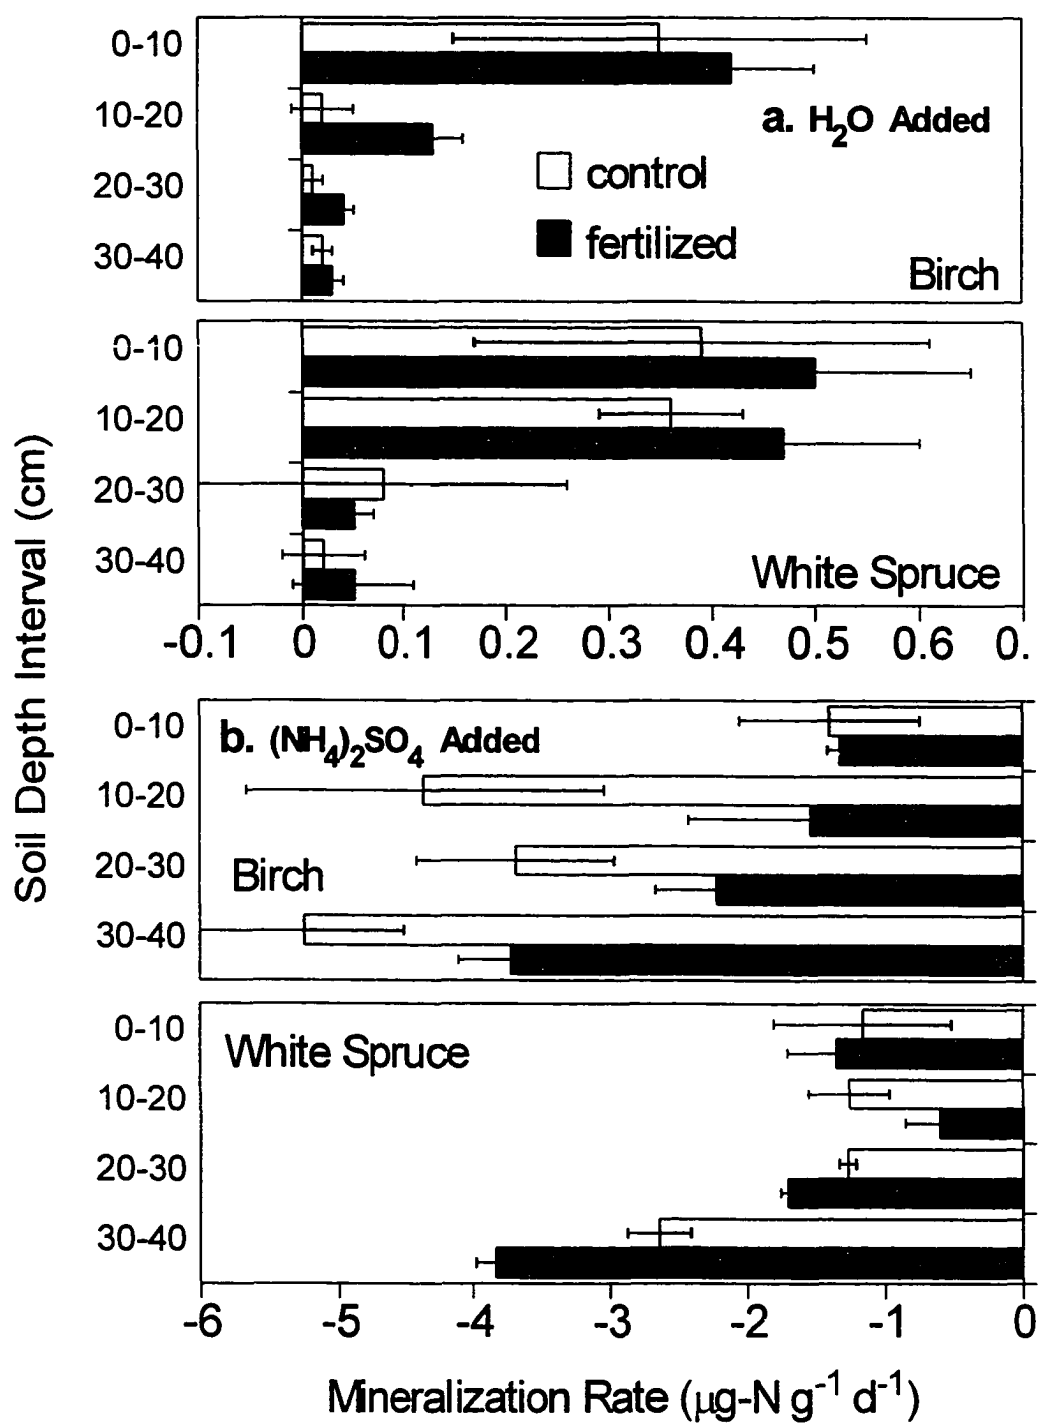 0-10
a. H₂O Added
10-20
control
20-30
fertilized
30-40
Birch
0-10
10-20
20-30
30-40
White Spruce
-0.1 0 0.1 0.2 0.3 0.4 0.5 0.6 0.
Soil Depth Interval (cm)
0-10
b. (NH₄)₂SO₄ Added
10-20
20-30
Birch
30-40
0-10
White Spruce
10-20
20-30
30-40
-6 -5 -4 -3 -2 -1 0
Mineralization Rate (µg-N g⁻¹ d⁻¹)